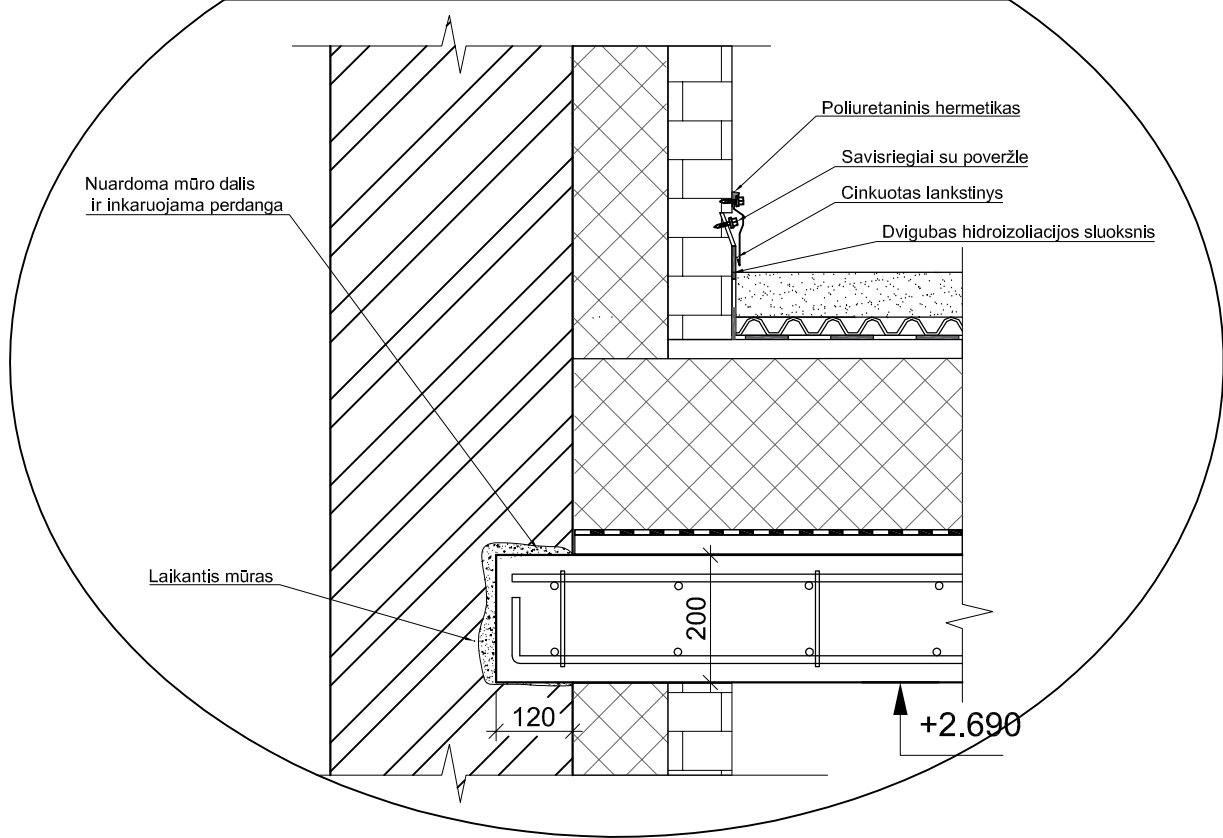 Poliuretaninis hermetikas
Savisriegiai su poveržle
Cinkuotas lankstinys
Dvigubas hidroizoliacijos sluoksnis
Nuardoma mūro dalis
ir inkaruojama perdanga
Laikantis mūras
200
120
+2.690